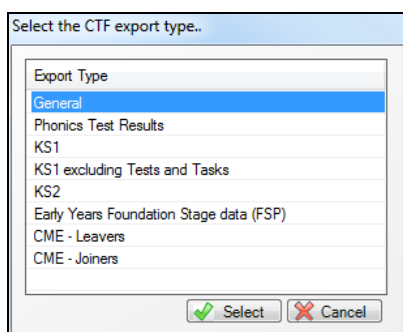 Select the CTF export type..
Export Type
General
Phonics Test Results
KS1
KS1 excluding Tests and Tasks
KS2
Early Years Foundation Stage data (FSP)
CME - Leavers
CME - Joiners
Select Cancel